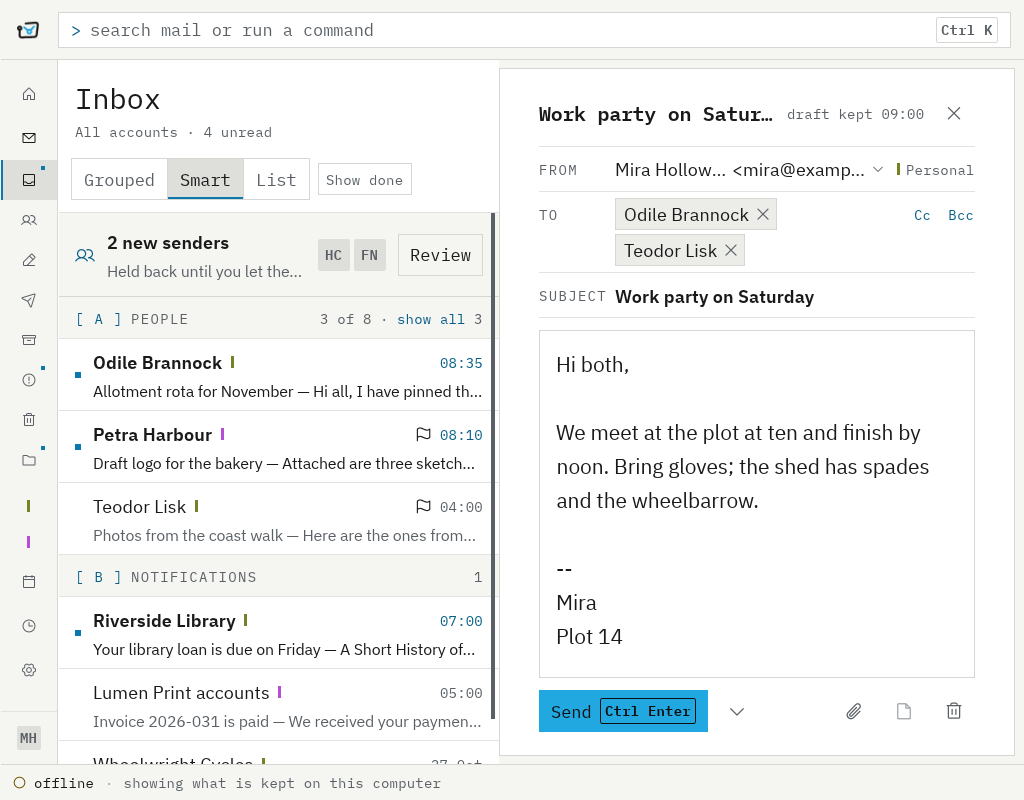 > search mail or run a command Ctrl K
Inbox
All accounts · 4 unread
Grouped Smart List Show done
2 new senders
Held back until you let the...
HC FN Review
[ A ] PEOPLE 3 of 8 · show all 3
Odile Brannock 08:35
Allotment rota for November — Hi all, I have pinned th...
Petra Harbour 08:10
Draft logo for the bakery — Attached are three sketch...
Teodor Lisk 04:00
Photos from the coast walk — Here are the ones from...
[ B ] NOTIFICATIONS 1
Riverside Library 07:00
Your library loan is due on Friday — A Short History of...
Lumen Print accounts 05:00
Invoice 2026-031 is paid — We received your paymen...
Wheelwright Cycles 27 Oct
MH
Work party on Satur... draft kept 09:00
FROM Mira Hollow... <mira@examp... Personal
TO Odile Brannock Cc Bcc
Teodor Lisk
SUBJECT Work party on Saturday
Hi both,
We meet at the plot at ten and finish by
noon. Bring gloves; the shed has spades
and the wheelbarrow.
--
Mira
Plot 14
Send Ctrl Enter
offline · showing what is kept on this computer